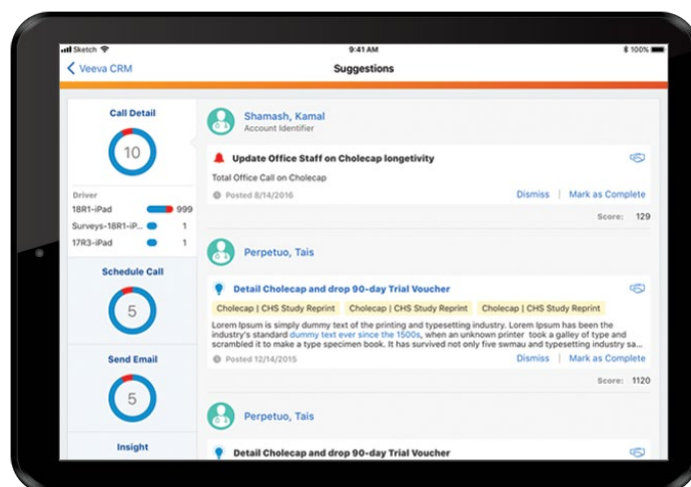 Sketch
9:41 AM
100%
Veeva CRM
Suggestions
Call Detail
10
Driver
18R1-iPad 999
Surveys-18R1-iP... 1
17R3-iPad 1
Schedule Call
5
Send Email
5
Insight
Shamash, Kamal
Account Identifier
Update Office Staff on Cholecap longetivity
Total Office Call on Cholecap
Posted 8/14/2016
Dismiss | Mark as Complete
Score: 129
Perpetuo, Tais
Detail Cholecap and drop 90-day Trial Voucher
Cholecap | CHS Study Reprint Cholecap | CHS Study Reprint Cholecap | CHS Study Reprint
Lorem Ipsum is simply dummy text of the printing and typesetting industry. Lorem Ipsum has been the
industry's standard dummy text ever since the 1500s, when an unknown printer took a galley of type and
scrambled it to make a type specimen book. It has survived not only five swmau and typesetting industry sa...
Posted 12/14/2015
Dismiss | Mark as Complete
Score: 1120
Perpetuo, Tais
Detail Cholecap and drop 90-day Trial Voucher